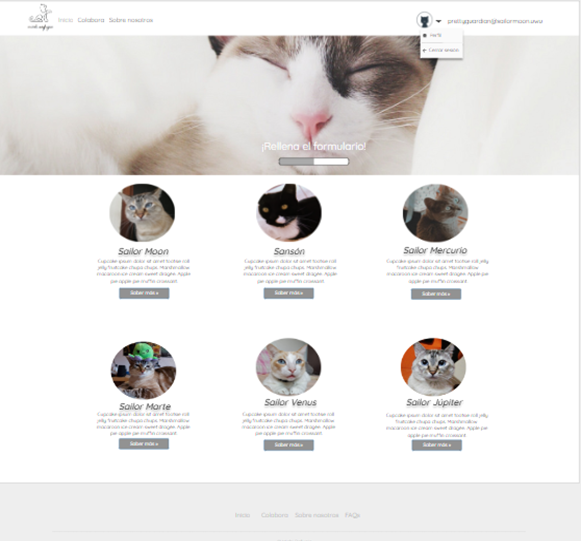 Inicio Colabora Sobre nosotros
prettyguardian@sailormoon.uwu
Perfil
Cerrar sesión
¡Rellena el formulario!
Sailor Moon
Cupcake ipsum dolor sit amet tootsie roll
jelly fruitcake chupa chups. Marshmallow
macaroon ice cream sweet dragée. Apple
pie apple pie muffin croissant
Saber más »
Sansón
Cupcake ipsum dolor sit amet tootsie roll
jelly fruitcake chupa chups. Marshmallow
macaroon ice cream sweet dragée. Apple
pie apple pie muffin croissant
Saber más »
Sailor Mercurio
Cupcake ipsum dolor sit amet tootsie roll jelly
fruitcake chupa chups. Marshmallow
macaroon ice cream sweet dragée. Apple pie
apple pie muffin croissant
Saber más »
Sailor Marte
Cupcake ipsum dolor sit amet tootsie roll
jelly fruitcake chupa chups. Marshmallow
macaroon ice cream sweet dragée. Apple
pie apple pie muffin croissant
Saber más »
Sailor Venus
Cupcake ipsum dolor sit amet tootsie roll
jelly fruitcake chupa chups. Marshmallow
macaroon ice cream sweet dragée. Apple
pie apple pie muffin croissant
Saber más »
Sailor Júpiter
Cupcake ipsum dolor sit amet tootsie roll jelly
fruitcake chupa chups. Marshmallow
macaroon ice cream sweet dragée. Apple pie
apple pie muffin croissant
Saber más »
Inicio Colabora Sobre nosotros FAQs